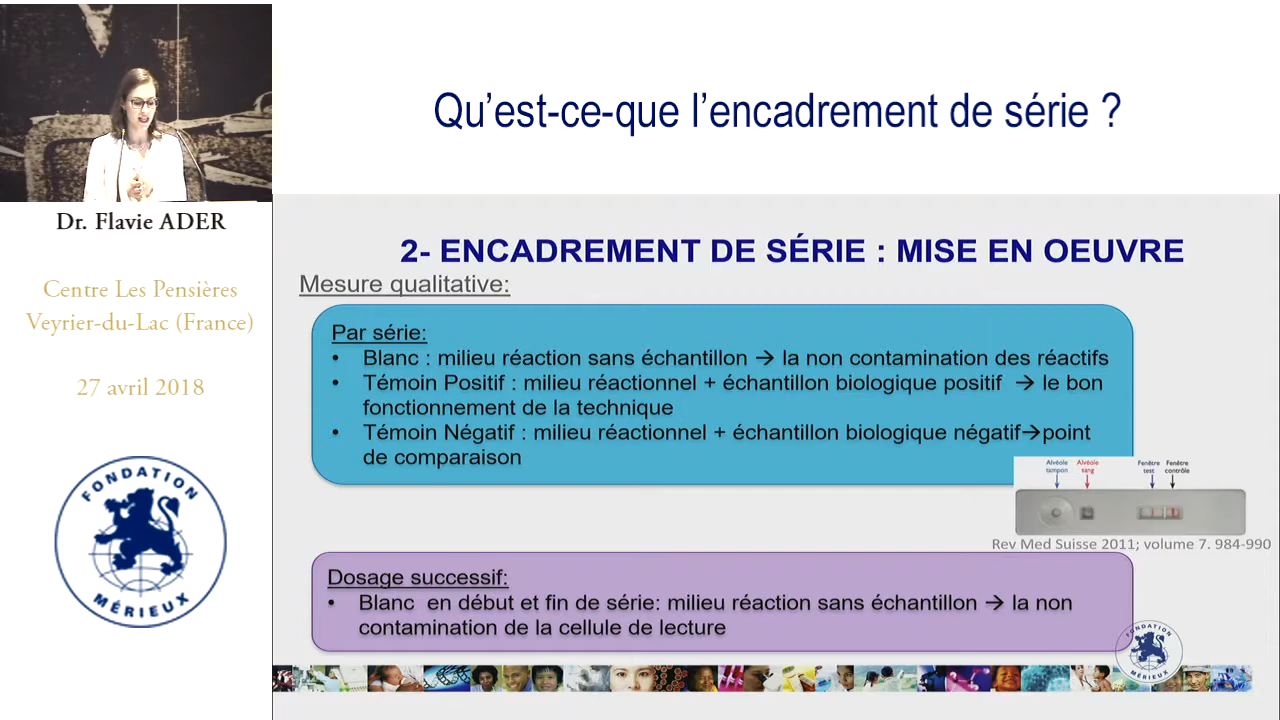 Qu'est-ce-que l'encadrement de série ?
Dr. Flavie ADER
Centre Les Pensières
Veyrier-du-Lac (France)
27 avril 2018
FONDATION
MÉRIEUX
2- ENCADREMENT DE SÉRIE : MISE EN OEUVRE
Mesure qualitative:
Par série:
• Blanc : milieu réaction sans échantillon → la non contamination des réactifs
• Témoin Positif : milieu réactionnel + échantillon biologique positif → le bon
fonctionnement de la technique
• Témoin Négatif : milieu réactionnel + échantillon biologique négatif→point
de comparaison
Alvéole tampon
Alvéole sang
Fenêtre test
Fenêtre contrôle
Rev Med Suisse 2011; volume 7. 984-990
Dosage successif:
• Blanc en début et fin de série: milieu réaction sans échantillon → la non
contamination de la cellule de lecture
FONDATION
MÉRIEUX